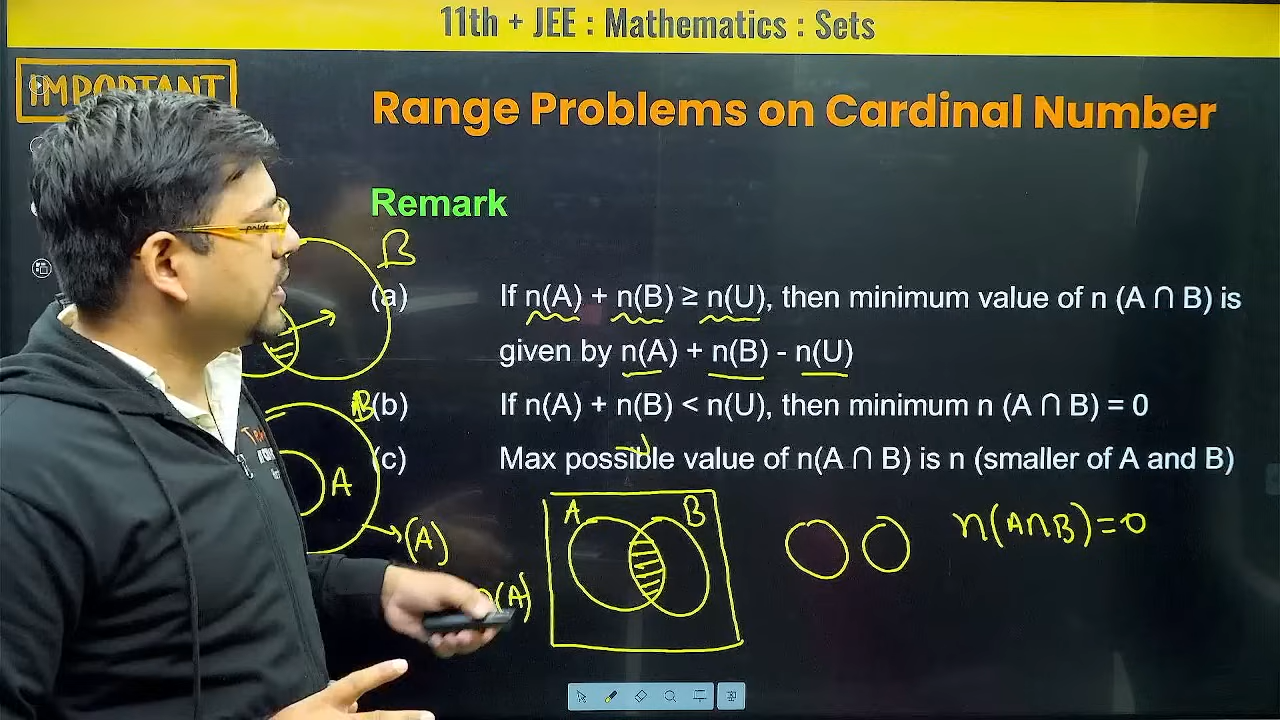 11th + JEE : Mathematics : Sets
IMPORTANT
Range Problems on Cardinal Number
Remark
B
(a) If n(A) + n(B) ≥ n(U), then minimum value of n (A ∩ B) is
given by n(A) + n(B) - n(U)
B (b) If n(A) + n(B) < n(U), then minimum n (A ∩ B) = 0
(c) Max possible value of n(A ∩ B) is n (smaller of A and B)
A
(A)
A B
n(A∩B)=0
n(A)